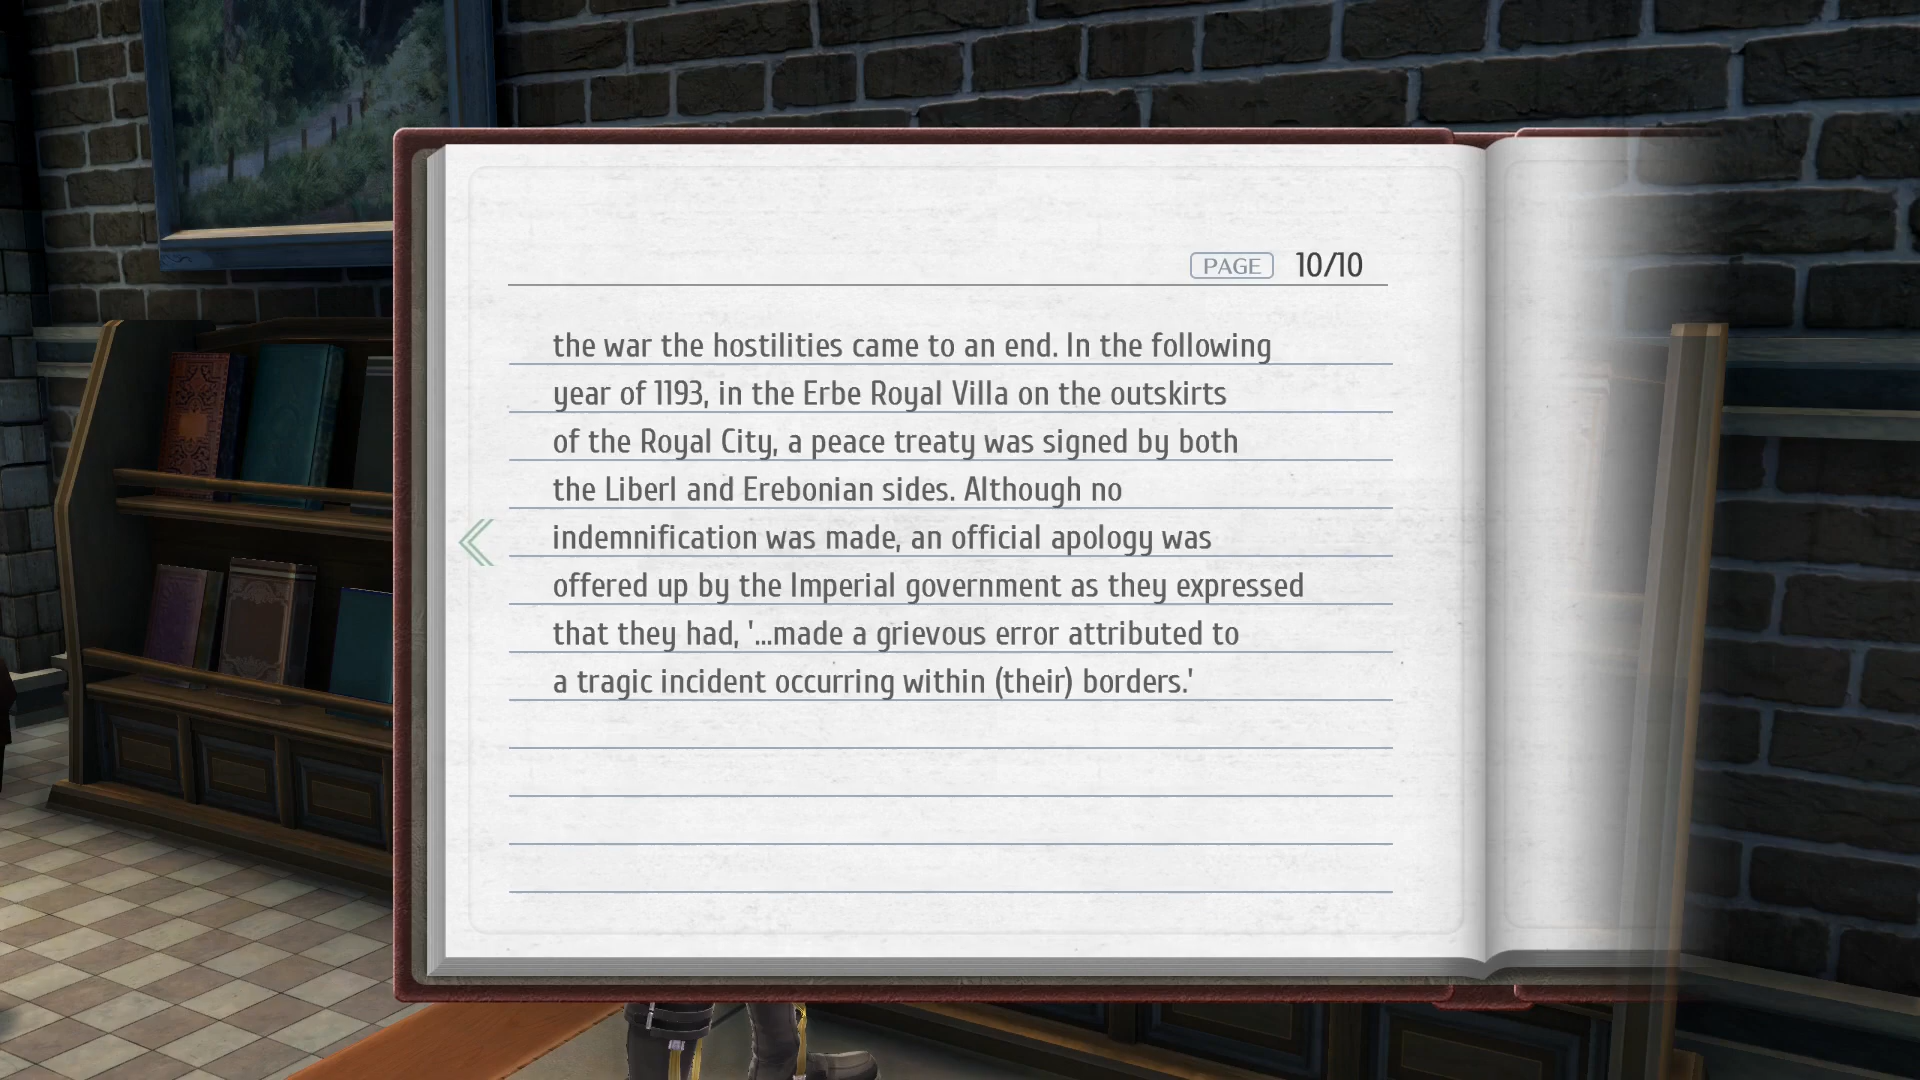 PAGE 10/10
the war the hostilities came to an end. In the following
year of 1193, in the Erbe Royal Villa on the outskirts
of the Royal City, a peace treaty was signed by both
the Liberl and Erebonian sides. Although no
indemnification was made, an official apology was
offered up by the Imperial government as they expressed
that they had, '...made a grievous error attributed to
a tragic incident occurring within (their) borders.'